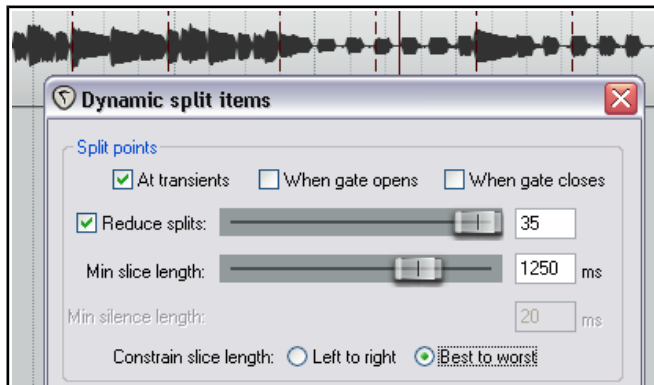 Dynamic split items
Split points
At transients When gate opens When gate closes
Reduce splits: 35
Min slice length: 1250 ms
Min silence length: 20 ms
Constrain slice length: Left to right Best to worst